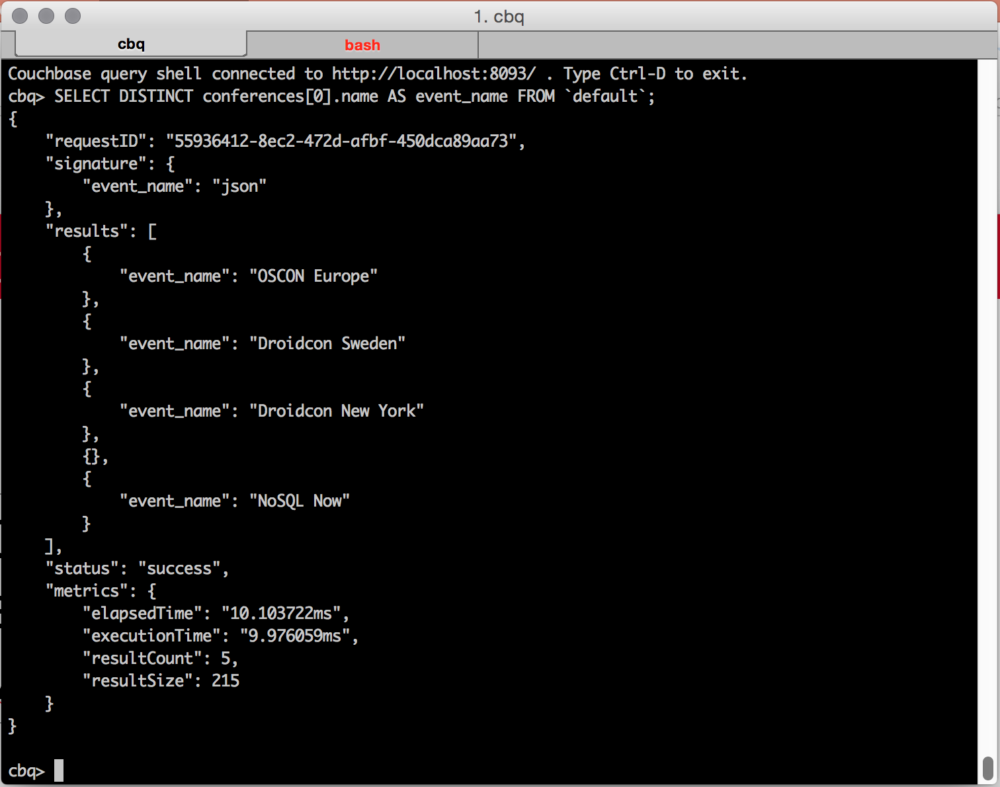 1. cbq
cbq
bash
Couchbase query shell connected to http://localhost:8093/ . Type Ctrl-D to exit.
cbq> SELECT DISTINCT conferences[0].name AS event_name FROM `default`;
{
    "requestID": "55936412-8ec2-472d-afbf-450dca89aa73",
    "signature": {
        "event_name": "json"
    },
    "results": [
        {
            "event_name": "OSCON Europe"
        },
        {
            "event_name": "Droidcon Sweden"
        },
        {
            "event_name": "Droidcon New York"
        },
        {},
        {
            "event_name": "NoSQL Now"
        }
    ],
    "status": "success",
    "metrics": {
        "elapsedTime": "10.103722ms",
        "executionTime": "9.976059ms",
        "resultCount": 5,
        "resultSize": 215
    }
}
cbq>